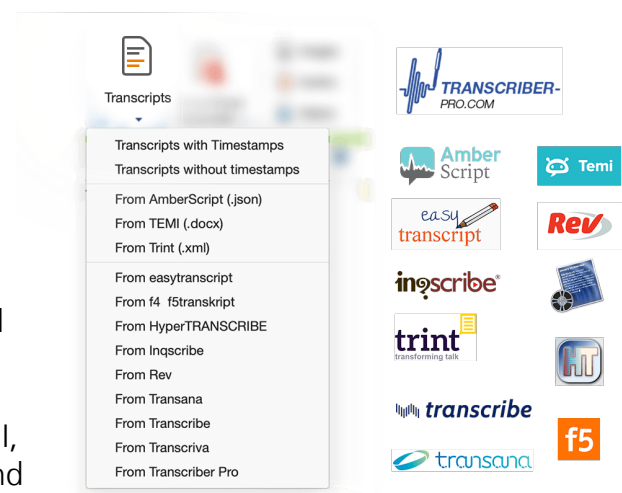 Transcripts
Transcripts with Timestamps
Transcripts without timestamps
From AmberScript (.json)
From TEMI (.docx)
From Trint (.xml)
From easytranscript
From f4 f5transkript
From HyperTRANSCRIBE
From Inqscribe
From Rev
From Transana
From Transcribe
From Transcriva
From Transcriber Pro
l,
nd
TRANSCRIBER-
PRO.COM
Amber
Script
Temi
easy
transcript
Rev
inqscribe®
trint
transforming talk
HT
transcribe
f5
transana